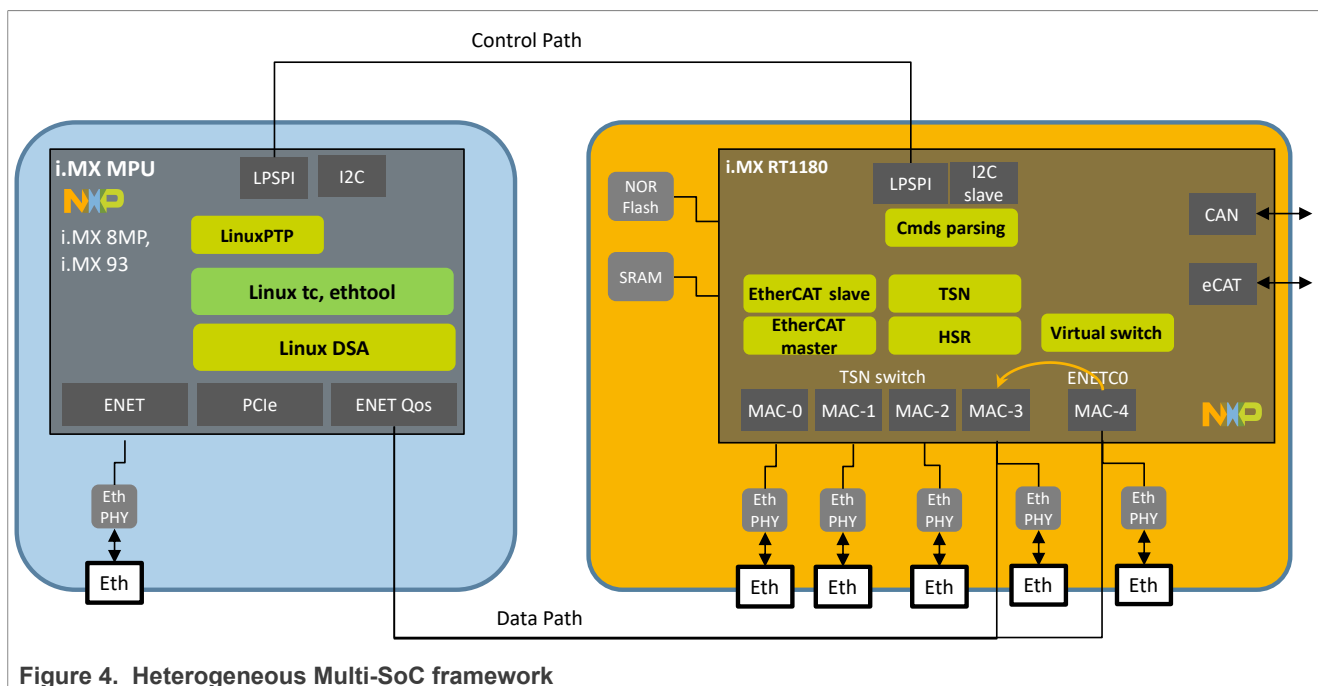 Control Path
i.MX MPU
NXP
i.MX 8MP,
i.MX 93
LPSPI
I2C
LinuxPTP
Linux tc, ethtool
Linux DSA
ENET
PCIe
ENET Qos
Eth
PHY
Eth
NOR
Flash
SRAM
i.MX RT1180
LPSPI
I2C
slave
Cmds parsing
CAN
eCAT
EtherCAT slave
TSN
EtherCAT
master
HSR
Virtual switch
TSN switch
ENETC0
MAC-0
MAC-1
MAC-2
MAC-3
MAC-4
NXP
Eth
PHY
Eth
PHY
Eth
PHY
Eth
PHY
Eth
PHY
Eth
Eth
Eth
Eth
Eth
Data Path
Figure 4. Heterogeneous Multi-SoC framework